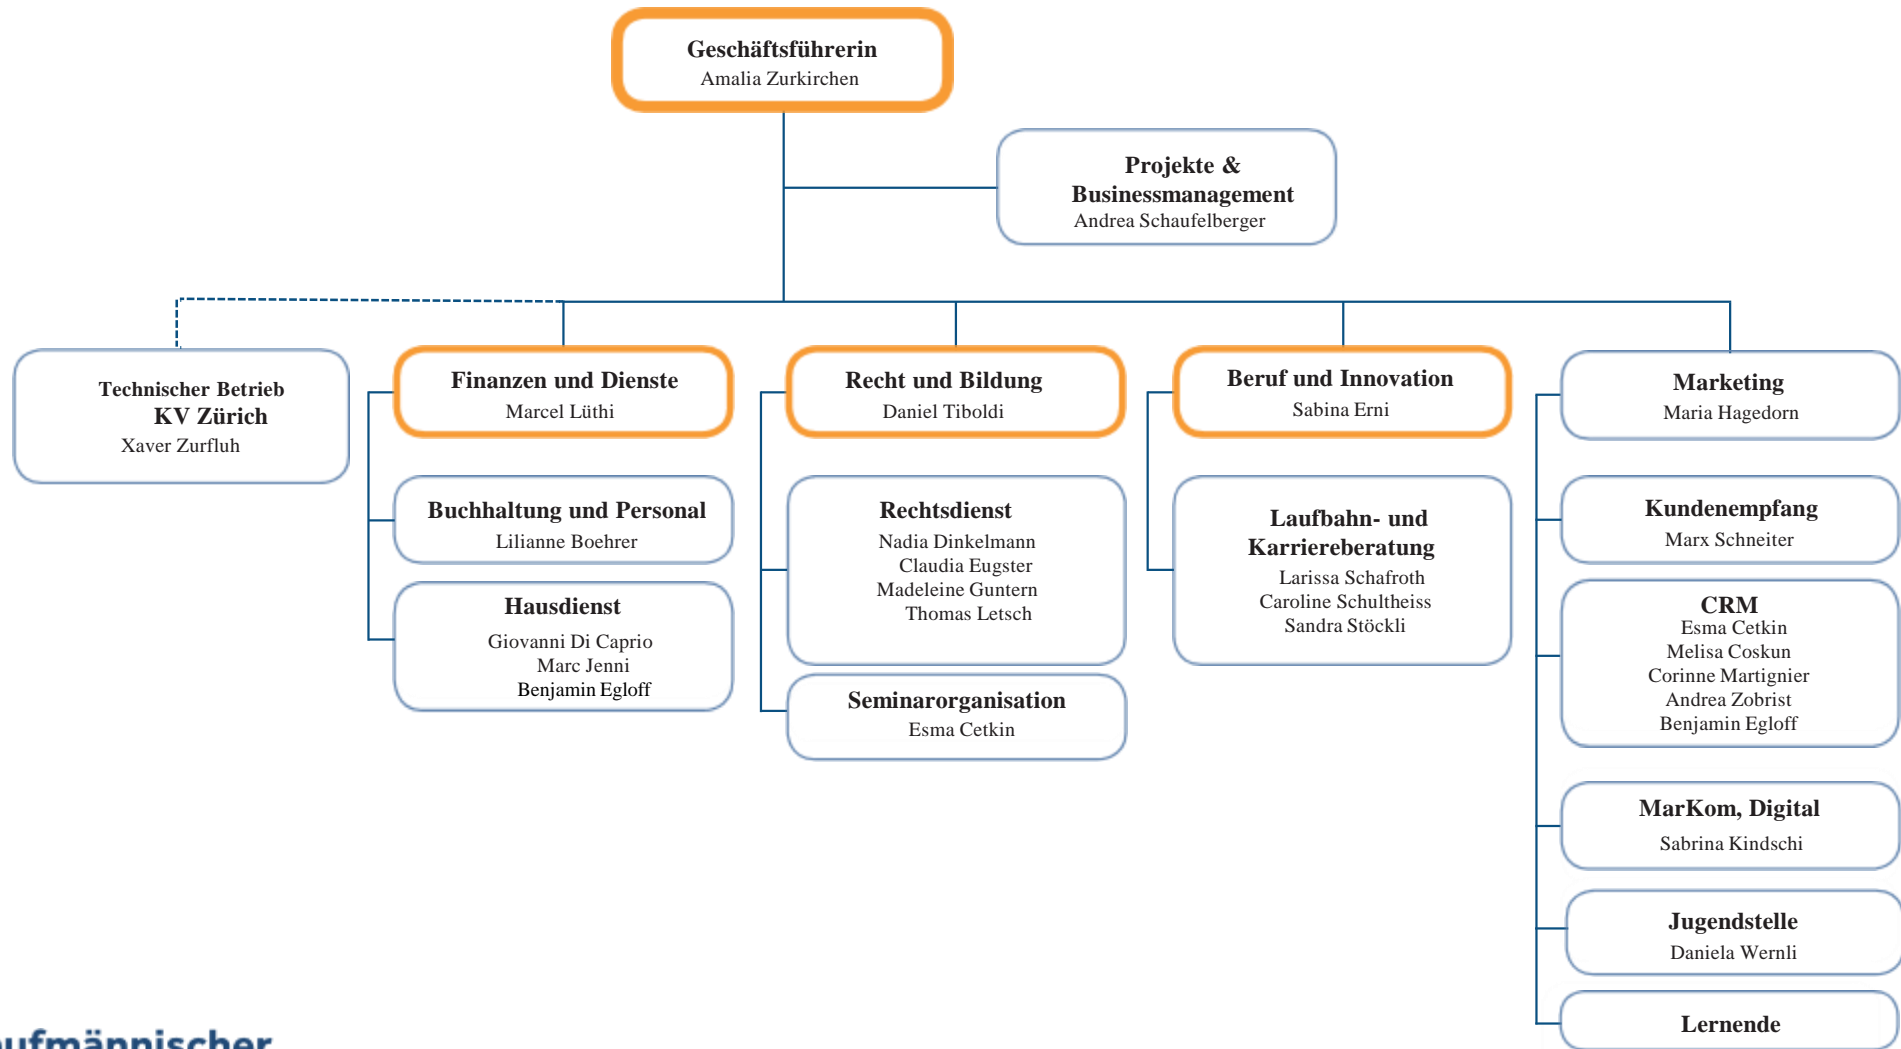 Geschäftsführerin
Amalia Zurkirchen
Projekte &
Businessmanagement
Andrea Schaufelberger
Technischer Betrieb
KV Zürich
Xaver Zurfluh
Finanzen und Dienste
Marcel Lüthi
Buchhaltung und Personal
Lilianne Boehrer
Hausdienst
Giovanni Di Caprio
Marc Jenni
Benjamin Egloff
Recht und Bildung
Daniel Tiboldi
Rechtsdienst
Nadia Dinkelmann
Claudia Eugster
Madeleine Guntern
Thomas Letsch
Seminarorganisation
Esma Cetkin
Beruf und Innovation
Sabina Erni
Laufbahn- und
Karriereberatung
Larissa Schafroth
Caroline Schultheiss
Sandra Stöckli
Marketing
Maria Hagedorn
Kundenempfang
Marx Schneiter
CRM
Esma Cetkin
Melisa Coskun
Corinne Martignier
Andrea Zobrist
Benjamin Egloff
MarKom, Digital
Sabrina Kindschi
Jugendstelle
Daniela Wernli
Lernende